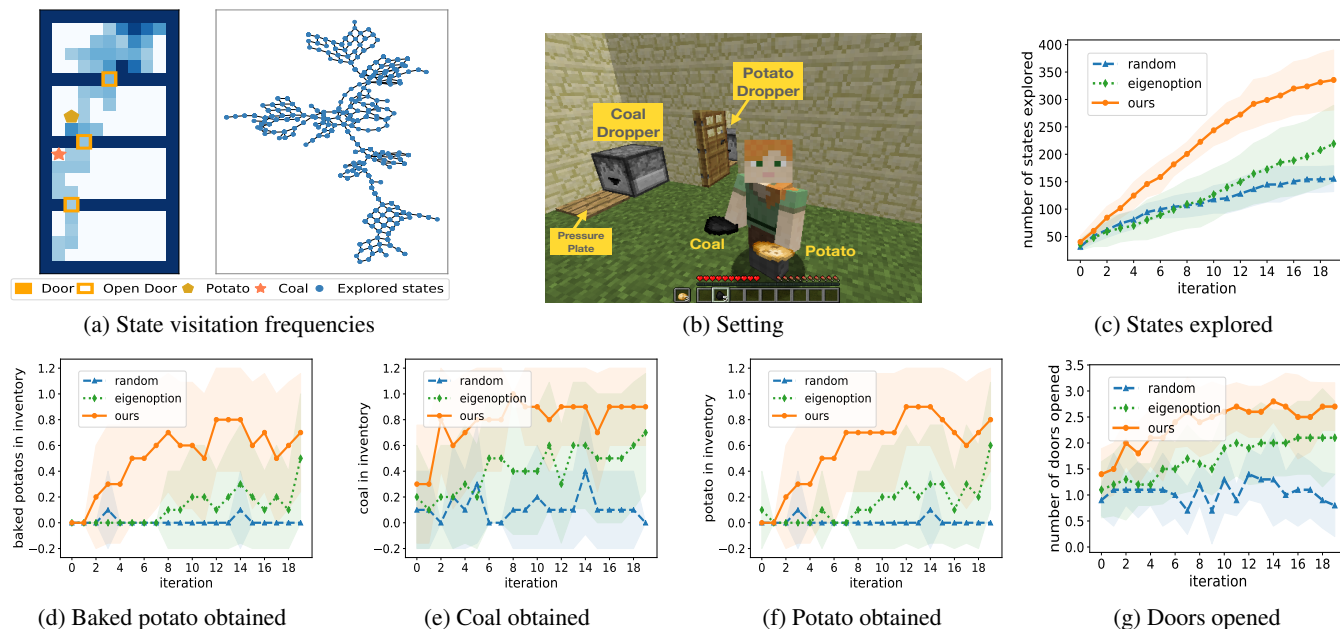 Door Open Door Potato Coal Explored states
(a) State visitation frequencies
Coal
Dropper
Potato
Dropper
Pressure
Plate
Coal
Potato
(b) Setting
number of states explored
400
350
300
250
200
150
100
50
random
eigenoption
ours
0 2 4 6 8 10 12 14 16 18
iteration
(c) States explored
baked potatos in inventory
1.2
1.0
0.8
0.6
0.4
0.2
0.0
−0.2
random
eigenoption
ours
0 2 4 6 8 10 12 14 16 18
iteration
(d) Baked potato obtained
coal in inventory
1.2
1.0
0.8
0.6
0.4
0.2
0.0
−0.2
random
eigenoption
ours
0 2 4 6 8 10 12 14 16 18
iteration
(e) Coal obtained
potato in inventory
1.2
1.0
0.8
0.6
0.4
0.2
0.0
−0.2
random
eigenoption
ours
0 2 4 6 8 10 12 14 16 18
iteration
(f) Potato obtained
number of doors opened
3.5
3.0
2.5
2.0
1.5
1.0
0.5
0.0
random
eigenoption
ours
0 2 4 6 8 10 12 14 16 18
iteration
(g) Doors opened